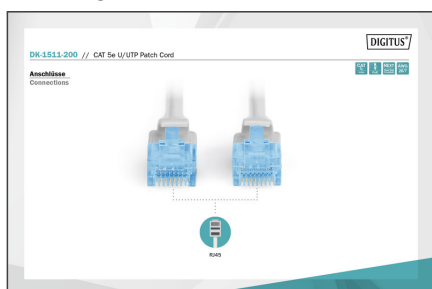 DIGITUS®
DK-1511-200 // CAT 5e U/UTP Patch Cord
Anschlüsse
Connections
RJ45